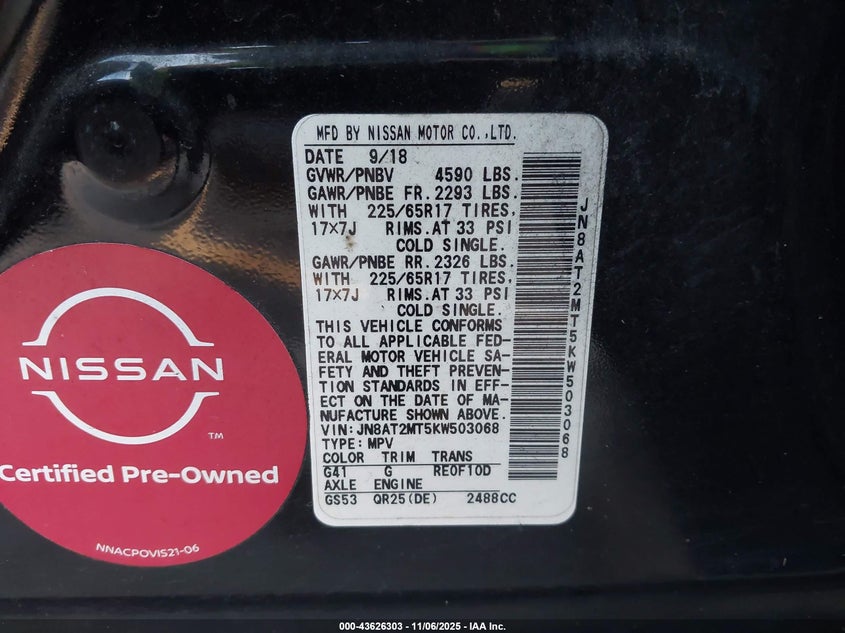 MFD BY NISSAN MOTOR CO.,LTD.
DATE 9/18
GVWR/PNBV 4590 LBS.
GAWR/PNBE FR. 2293 LBS.
WITH 225/65R17 TIRES,
17×7J RIMS.AT 33 PSI
COLD SINGLE.
GAWR/PNBE RR. 2326 LBS.
WITH 225/65R17 TIRES,
17×7J RIMS.AT 33 PSI
COLD SINGLE.
THIS VEHICLE CONFORMS
TO ALL APPLICABLE FED-
ERAL MOTOR VEHICLE SA-
FETY AND THEFT PREVEN-
TION STANDARDS IN EFF-
ECT ON THE DATE OF MA-
NUFACTURE SHOWN ABOVE.
VIN:JN8AT2MT5KW503068
TYPE:MPV
COLOR TRIM TRANS
G41 G RE0F10D
AXLE ENGINE
GS53 QR25(DE) 2488CC
JN8AT2MT5KW503068
NISSAN
TM
Certified Pre-Owned
NNACPOVIS21-06
000-43626303 - 11/06/2025 - IAA Inc.